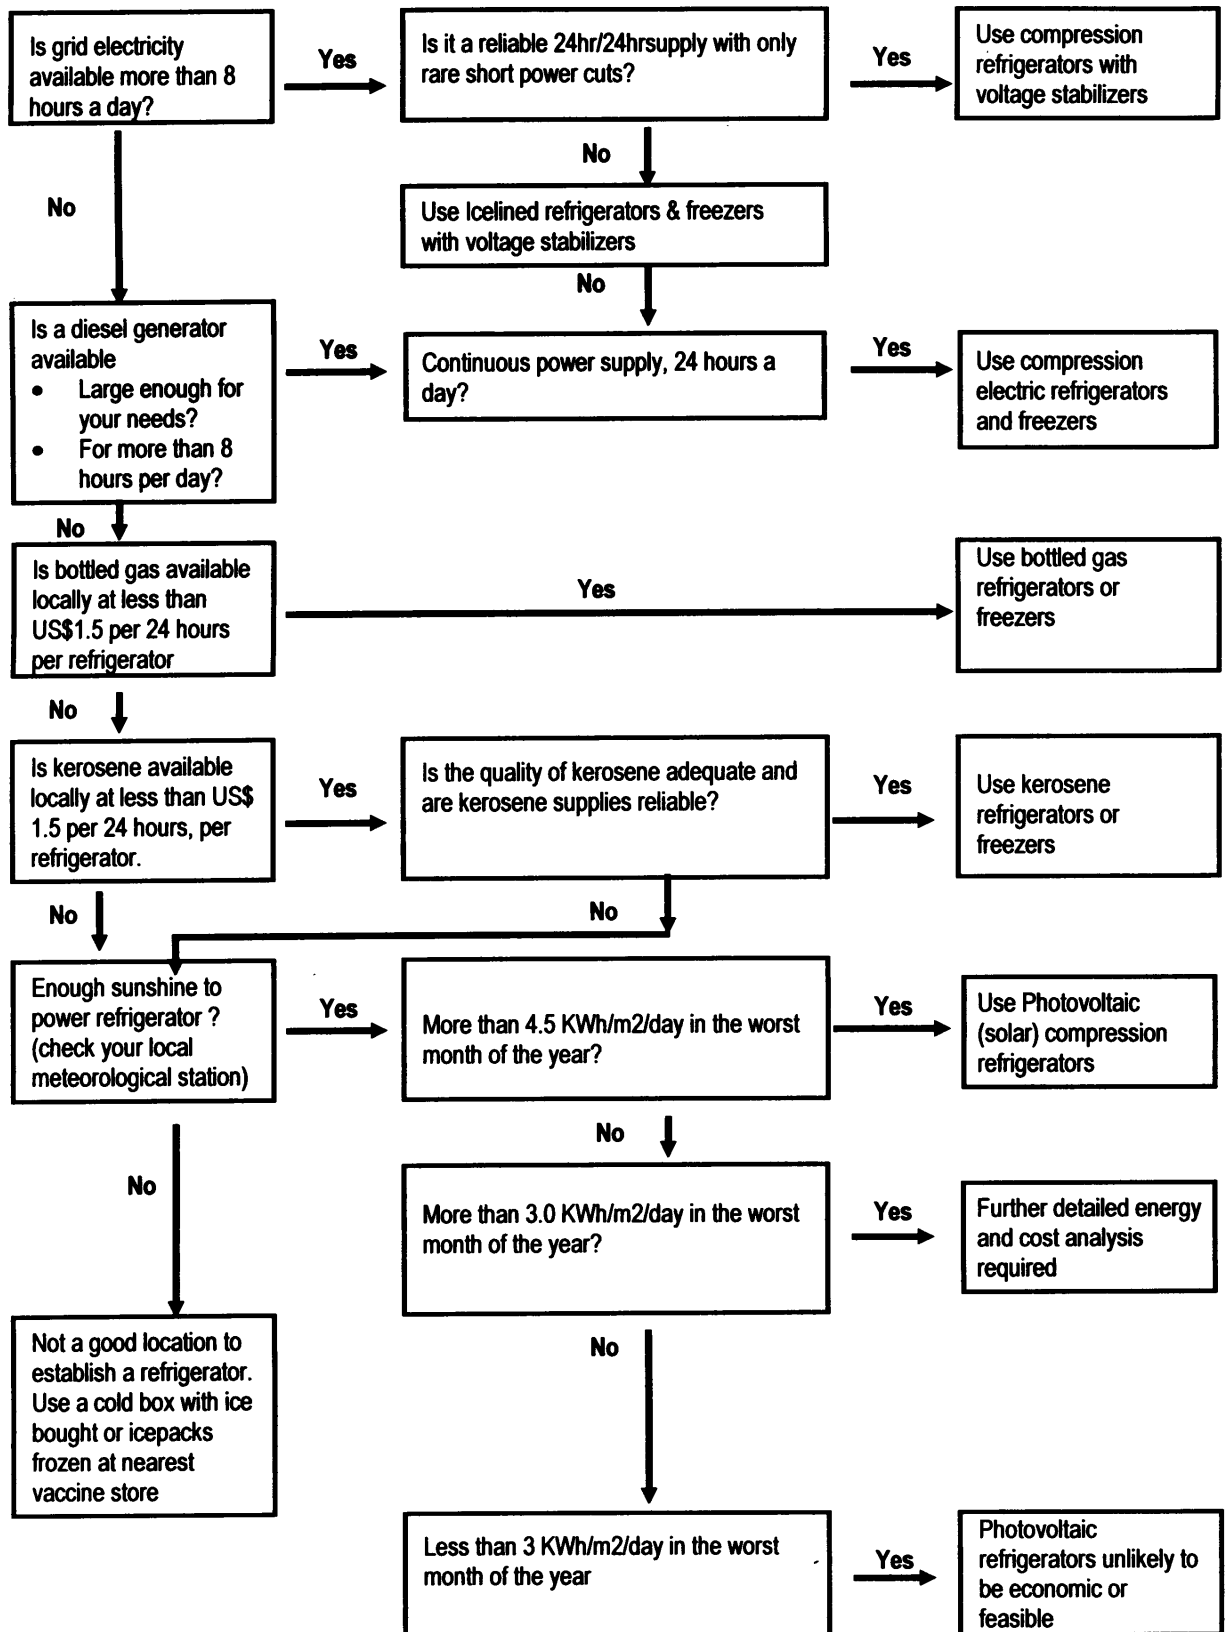 Is grid electricity
available more than 8
hours a day?
Yes
Is it a reliable 24hr/24hrsupply with only
rare short power cuts?
Yes
Use compression
refrigerators with
voltage stabilizers
No
No
Use Icelined refrigerators & freezers
with voltage stabilizers
No
Is a diesel generator
available
• Large enough for
your needs?
• For more than 8
hours per day?
Yes
Continuous power supply, 24 hours a
day?
Yes
Use compression
electric refrigerators
and freezers
No
Is bottled gas available
locally at less than
US$1.5 per 24 hours
per refrigerator
Yes
Use bottled gas
refrigerators or
freezers
No
Is kerosene available
locally at less than US$
1.5 per 24 hours, per
refrigerator.
Yes
Is the quality of kerosene adequate and
are kerosene supplies reliable?
Yes
Use kerosene
refrigerators or
freezers
No
No
Enough sunshine to
power refrigerator ?
(check your local
meteorological station)
Yes
More than 4.5 KWh/m2/day in the worst
month of the year?
Yes
Use Photovoltaic
(solar) compression
refrigerators
No
No
More than 3.0 KWh/m2/day in the worst
month of the year?
Yes
Further detailed energy
and cost analysis
required
Not a good location to
establish a refrigerator.
Use a cold box with ice
bought or icepacks
frozen at nearest
vaccine store
No
Less than 3 KWh/m2/day in the worst
month of the year
Yes
Photovoltaic
refrigerators unlikely to
be economic or
feasible